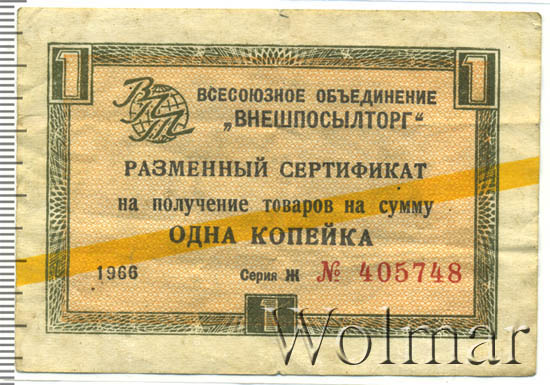 1 1
ВПТ
ВСЕСОЮЗНОЕ ОБЪЕДИНЕНИЕ
„ВНЕШПОСЫЛТОРГ“
РАЗМЕННЫЙ СЕРТИФИКАТ
на получение товаров на сумму
ОДНА КОПЕЙКА
1966 Серия Ж № 405748
1
Wolmar